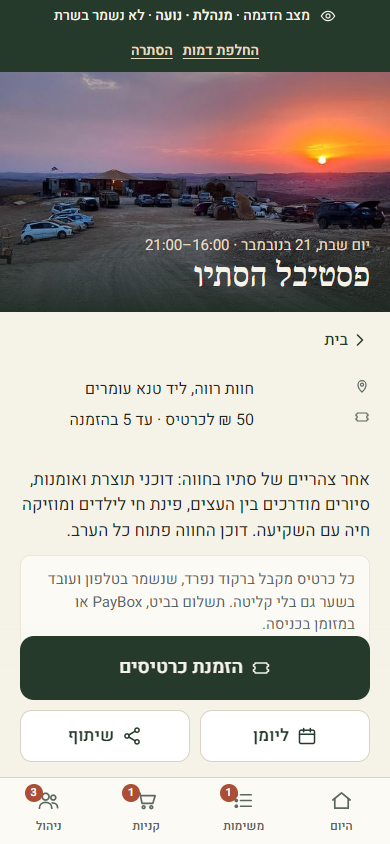 מצב הדגמה · מנהלת · נועה · לא נשמר בשרת
החלפת דמות הסתרה
יום שבת, 21 בנובמבר · 16:00–21:00
פסטיבל הסתיו
בית
חוות רווה, ליד טנא עומרים
50 ₪ לכרטיס · עד 5 בהזמנה
אחר צהריים של סתיו בחווה: דוכני תוצרת ואומנות,
סיורים מודרכים בין העצים, פינת חי לילדים ומוזיקה
חיה עם השקיעה. דוכן החווה פתוח כל הערב.
כל כרטיס מקבל ברקוד נפרד, שנשמר בטלפון ועובד
בשער גם בלי קליטה. תשלום בביט, PayBox או
במזומן בכניסה.
הזמנת כרטיסים
ליומן
שיתוף
1
1
3
היום
משימות
קניות
ניהול